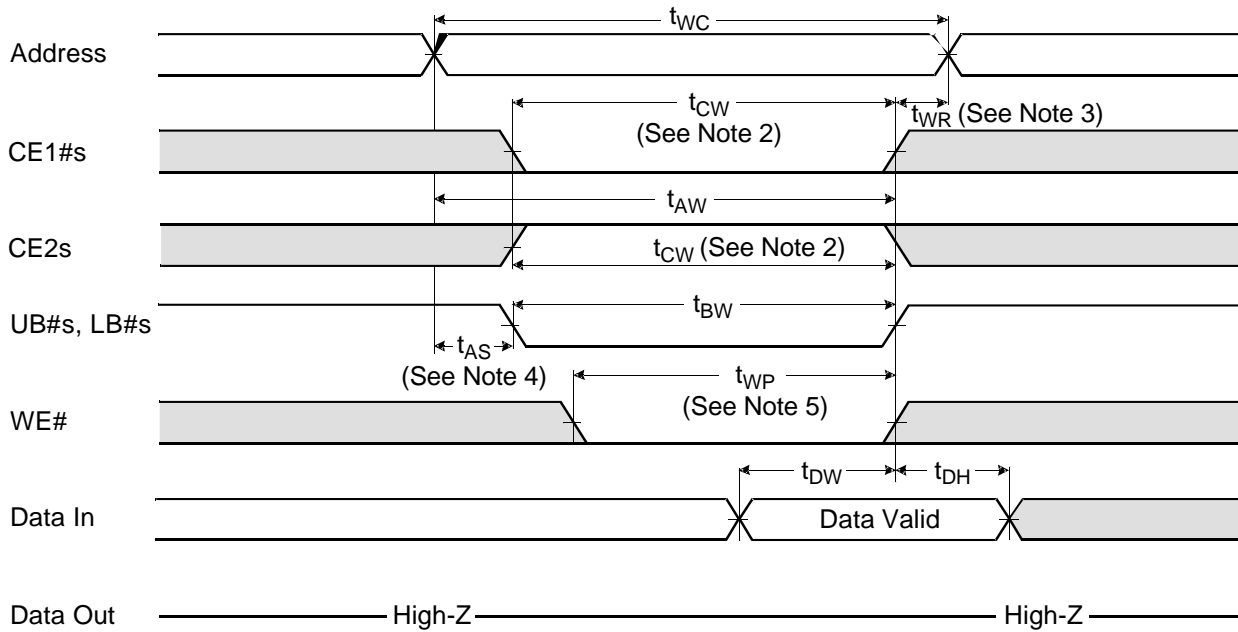 tWC
Address
tCW
(See Note 2)
tWR (See Note 3)
CE1#s
tAW
CE2s
tCW (See Note 2)
UB#s, LB#s
tBW
tAS
(See Note 4)
tWP
(See Note 5)
WE#
tDW
tDH
Data In
Data Valid
Data Out
High-Z
High-Z